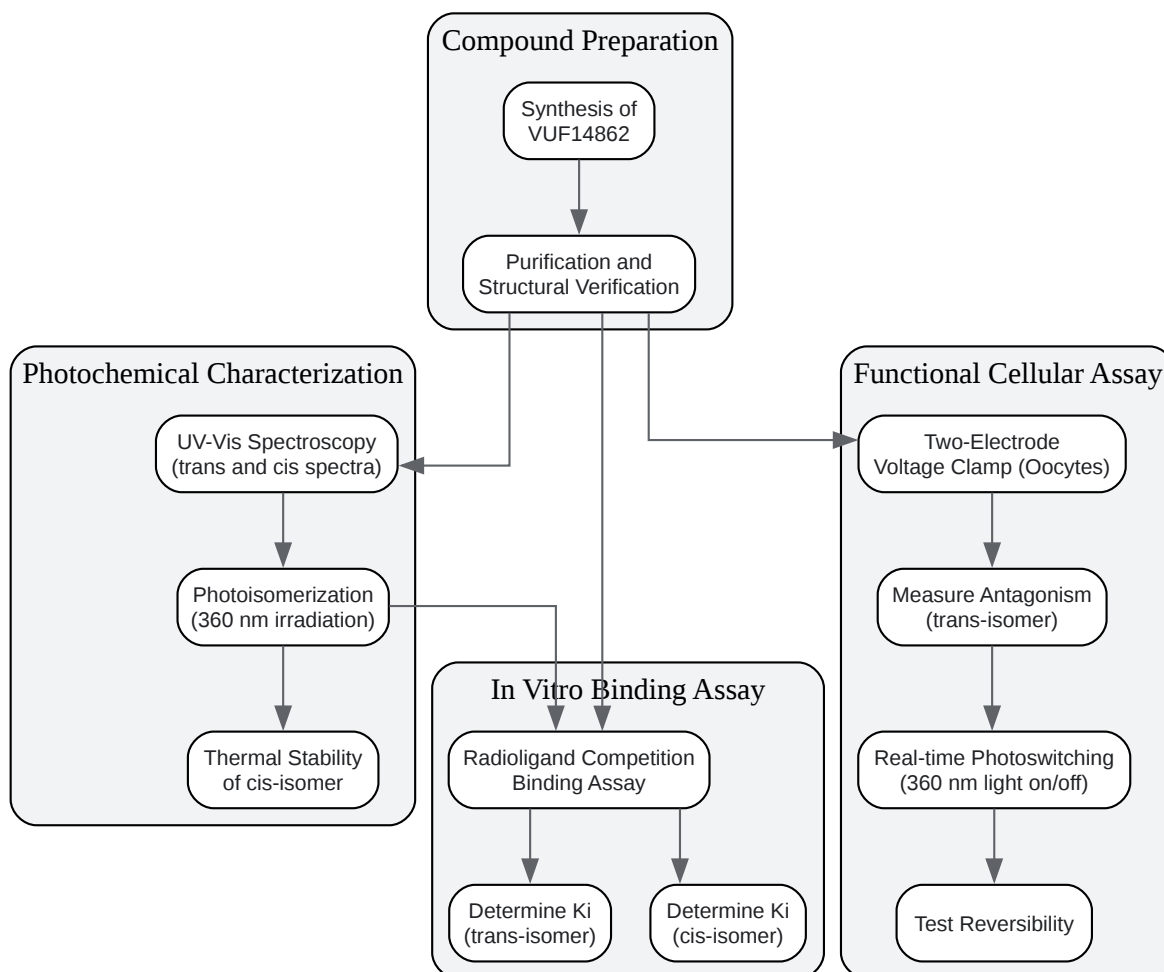 Compound Preparation
Synthesis of
VUF14862
Purification and
Structural Verification
Photochemical Characterization
UV-Vis Spectroscopy
(trans and cis spectra)
Photoisomerization
(360 nm irradiation)
Thermal Stability
of cis-isomer
In Vitro Binding Assay
Radioligand Competition
Binding Assay
Determine Ki
(trans-isomer)
Determine Ki
(cis-isomer)
Functional Cellular Assay
Two-Electrode
Voltage Clamp (Oocytes)
Measure Antagonism
(trans-isomer)
Real-time Photoswitching
(360 nm light on/off)
Test Reversibility